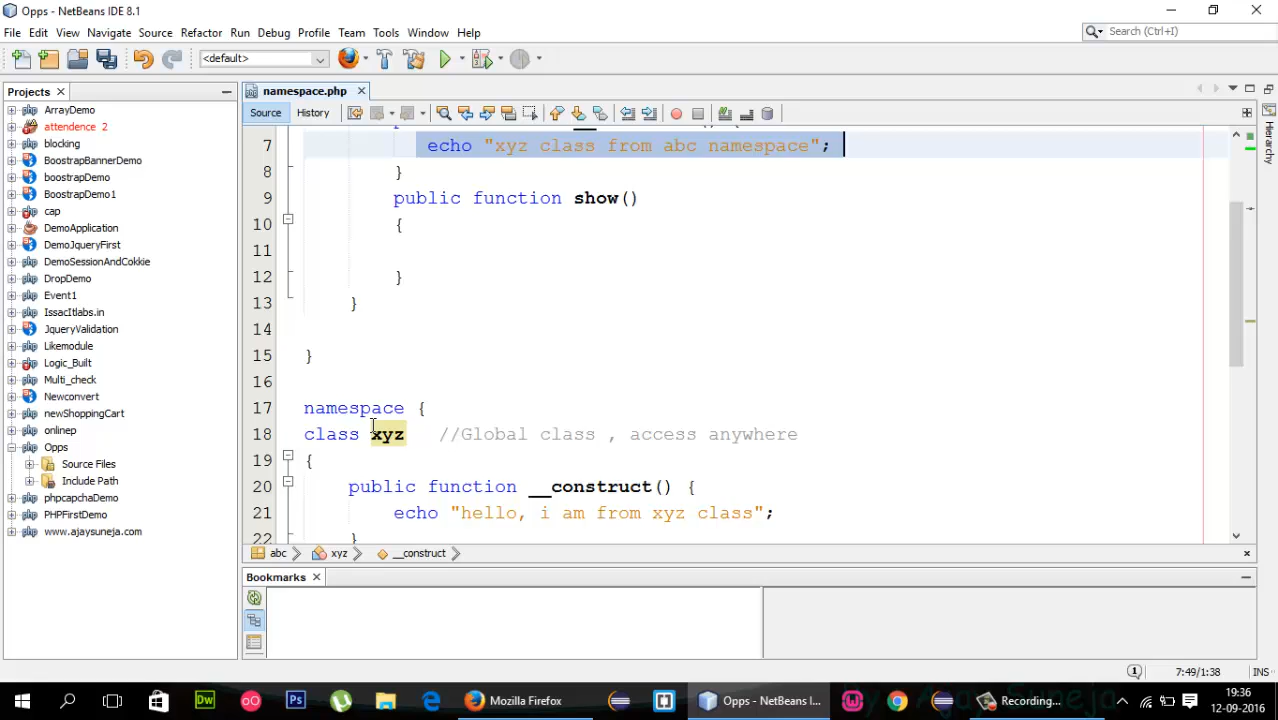 Opps - NetBeans IDE 8.1
File Edit View Navigate Source Refactor Run Debug Profile Team Tools Window Help
Search (Ctrl+I)
<default>
Projects
namespace.php
Source History
ArrayDemo
attendence 2
blocking
BoostrapBannerDemo
boostrapDemo
BoostrapDemo1
cap
DemoApplication
DemoJqueryFirst
DemoSessionAndCokkie
DropDemo
Event1
IssacItlabs.in
JqueryValidation
Likemodule
Logic_Built
Multi_check
Newconvert
newShoppingCart
onlinep
Opps
Source Files
Include Path
phpcapchaDemo
PHPFirstDemo
www.ajaysuneja.com
7 echo "xyz class from abc namespace";
8 }
9 public function show()
10 {
11
12 }
13 }
14
15 }
16
17 namespace {
18 class xyz //Global class , access anywhere
19 {
20 public function __construct() {
21 echo "hello, i am from xyz class";
22 }
Hierarchy
abc xyz __construct
Bookmarks
1 7:49/1:38 INS
Mozilla Firefox
Opps - NetBeans I...
Recording...
19:36
12-09-2016